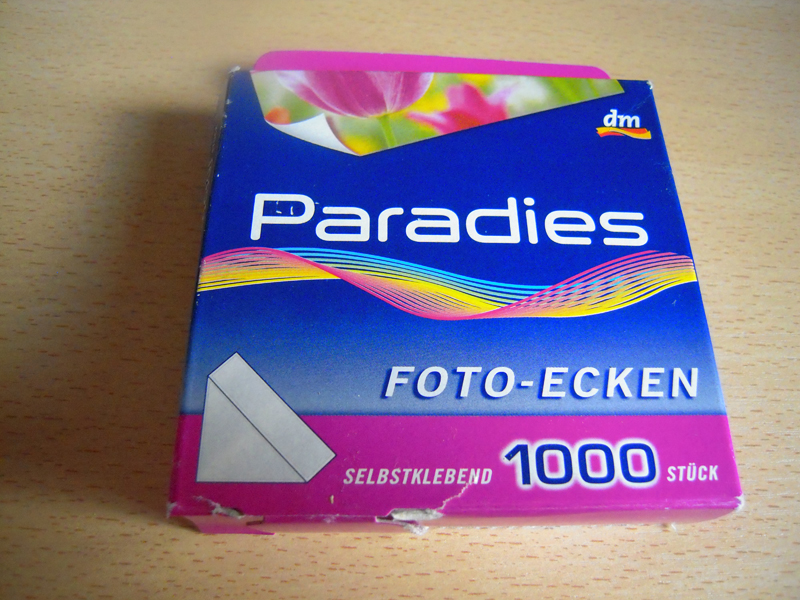 dm
Paradies
FOTO-ECKEN
SELBSTKLEBEND 1000 STÜCK